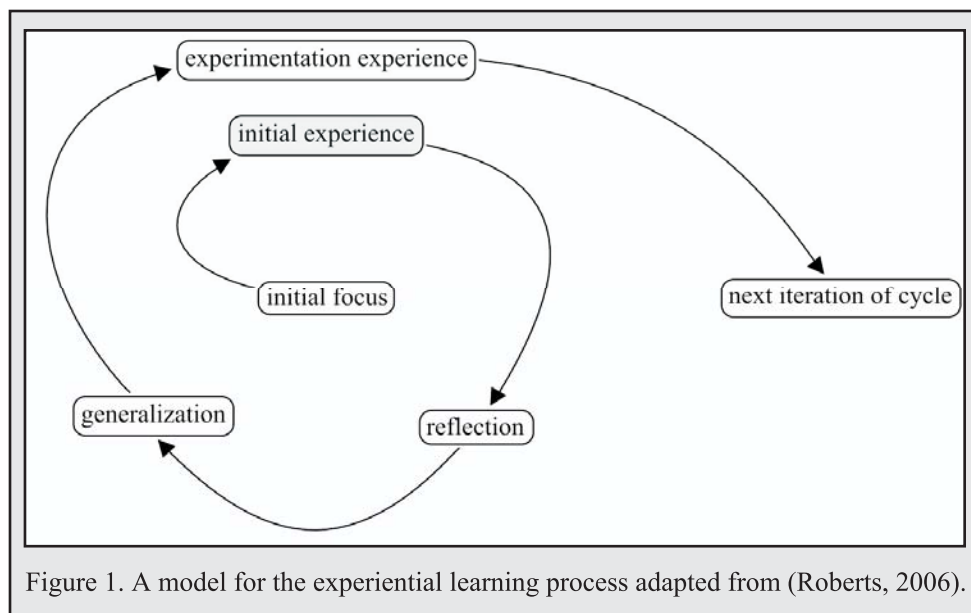 experimentation experience
initial experience
initial focus
next iteration of cycle
generalization
reflection
Figure 1. A model for the experiential learning process adapted from (Roberts, 2006).